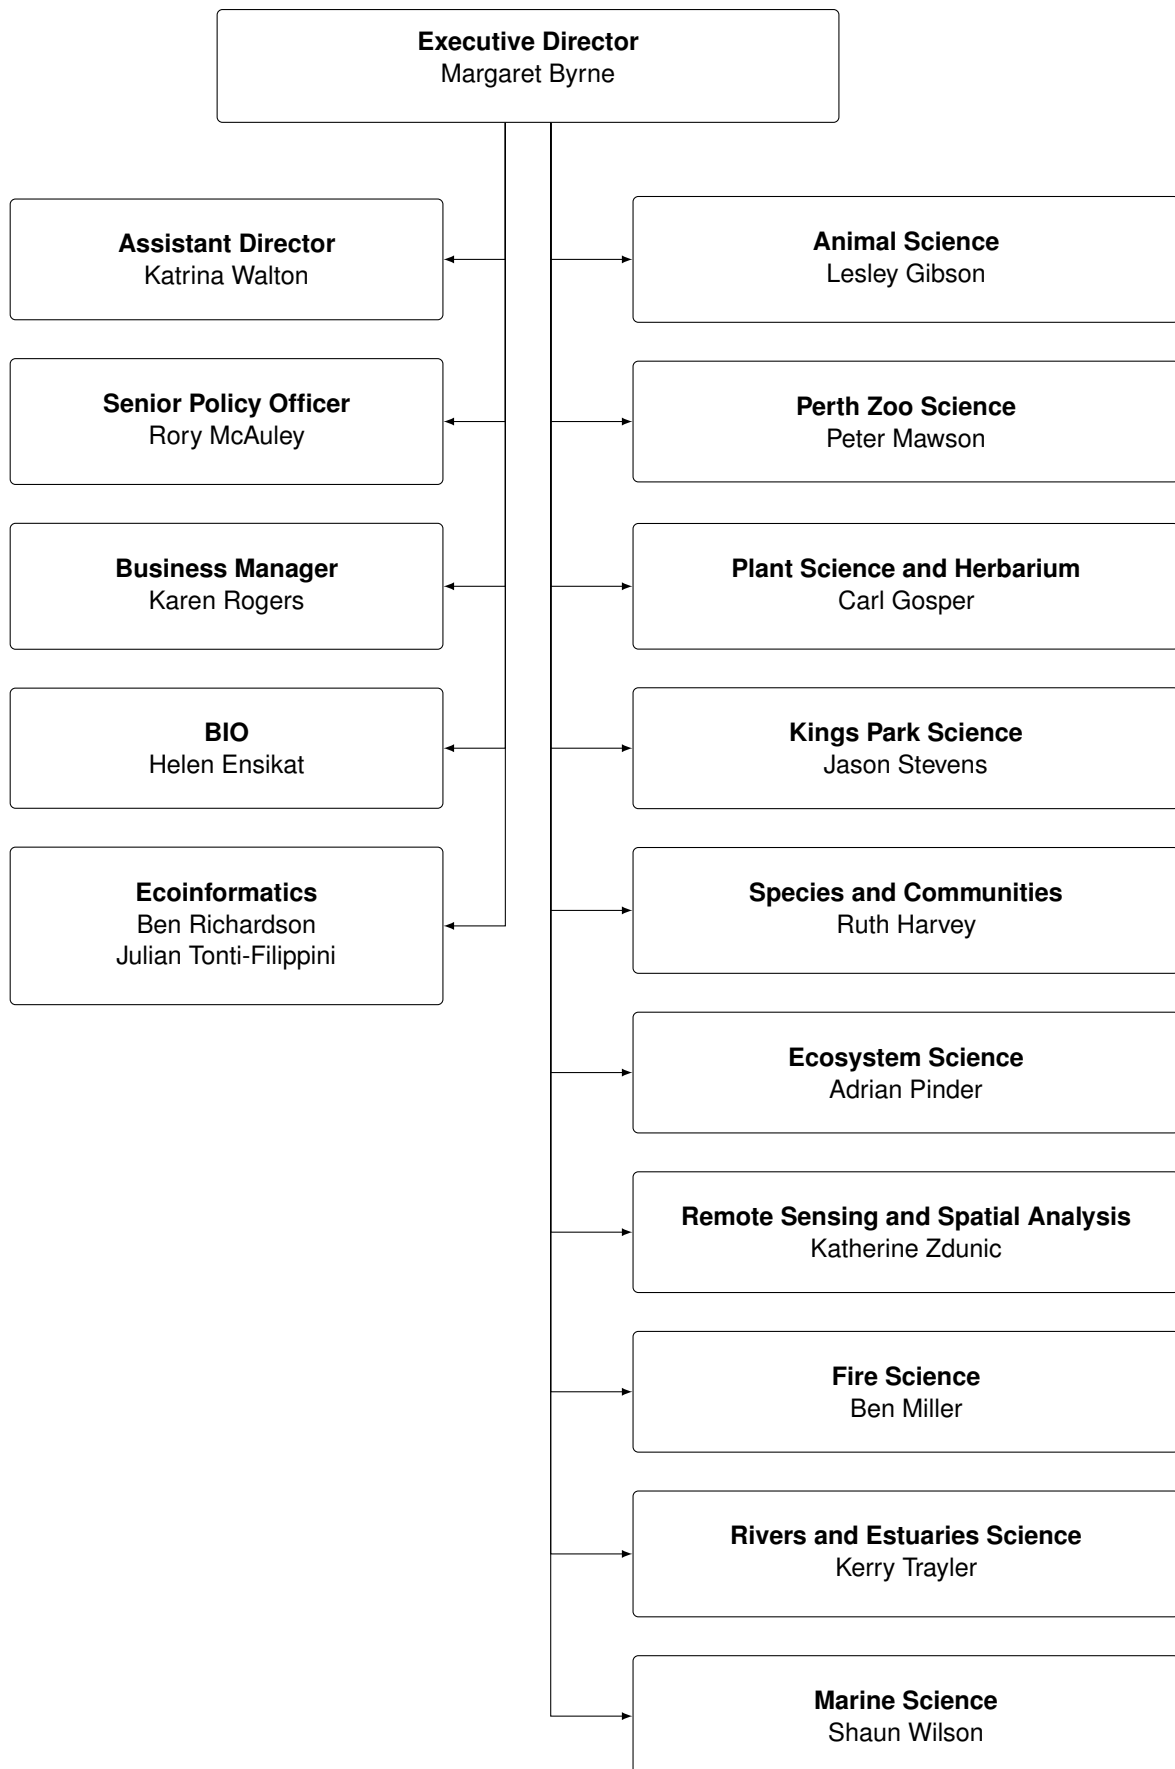 Executive Director
Margaret Byrne
Assistant Director
Katrina Walton
Senior Policy Officer
Rory McAuley
Business Manager
Karen Rogers
BIO
Helen Ensikat
Ecoinformatics
Ben Richardson
Julian Tonti-Filippini
Animal Science
Lesley Gibson
Perth Zoo Science
Peter Mawson
Plant Science and Herbarium
Carl Gosper
Kings Park Science
Jason Stevens
Species and Communities
Ruth Harvey
Ecosystem Science
Adrian Pinder
Remote Sensing and Spatial Analysis
Katherine Zdunic
Fire Science
Ben Miller
Rivers and Estuaries Science
Kerry Trayler
Marine Science
Shaun Wilson